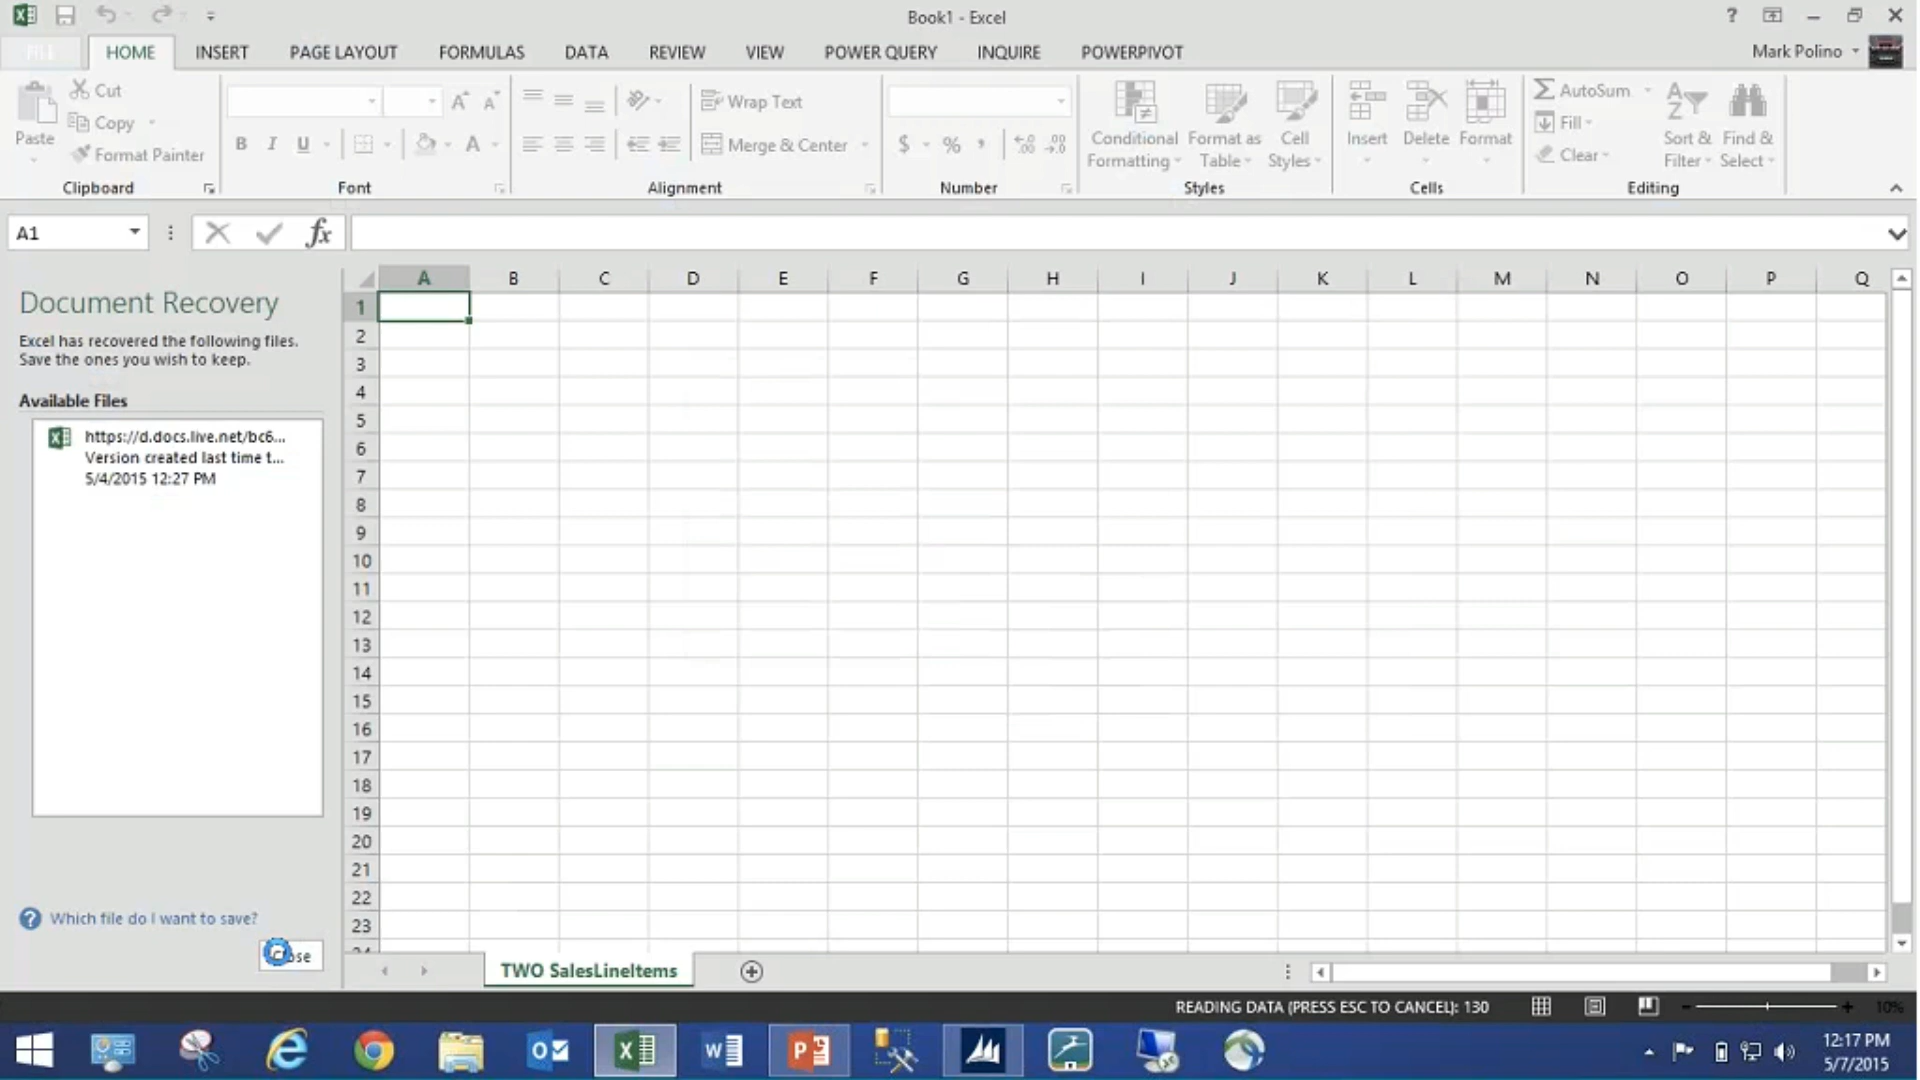 Book1 - Excel
?
HOME INSERT PAGE LAYOUT FORMULAS DATA REVIEW VIEW POWER QUERY INQUIRE POWERPIVOT
Mark Polino
Paste
Cut
Copy
Format Painter
Clipboard
B I U A
Font
Wrap Text
Merge & Center
Alignment
$ % ,
Number
Conditional Formatting
Format as Table
Cell Styles
Styles
Insert
Delete
Format
Cells
AutoSum
Fill
Clear
Sort & Filter
Find & Select
Editing
A1
fx
A B C D E F G H I J K L M N O P Q
1
2
3
4
5
6
7
8
9
10
11
12
13
14
15
16
17
18
19
20
21
22
23
Document Recovery
Excel has recovered the following files.
Save the ones you wish to keep.
Available Files
https://d.docs.live.net/bc6...
Version created last time t...
5/4/2015 12:27 PM
Which file do I want to save?
TWO SalesLineItems
READING DATA (PRESS ESC TO CANCEL): 130
10%
12:17 PM
5/7/2015